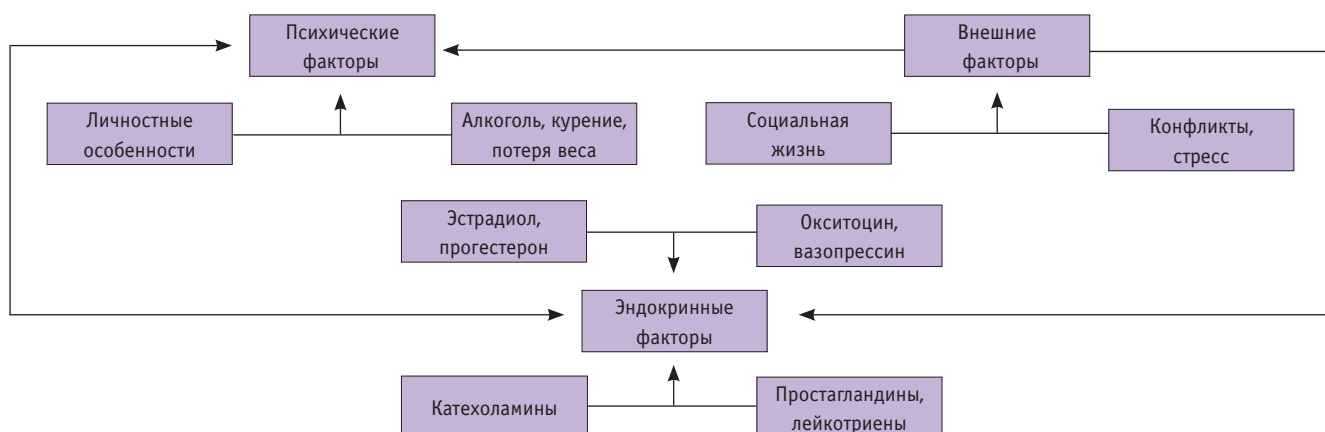 Психические
факторы
Внешние
факторы
Личностные
особенности
Алкоголь, курение,
потеря веса
Социальная
жизнь
Конфликты,
стресс
Эстрадиол,
прогестерон
Окситоцин,
вазопрессин
Эндокринные
факторы
Катехоламины
Простагландины,
лейкотриены